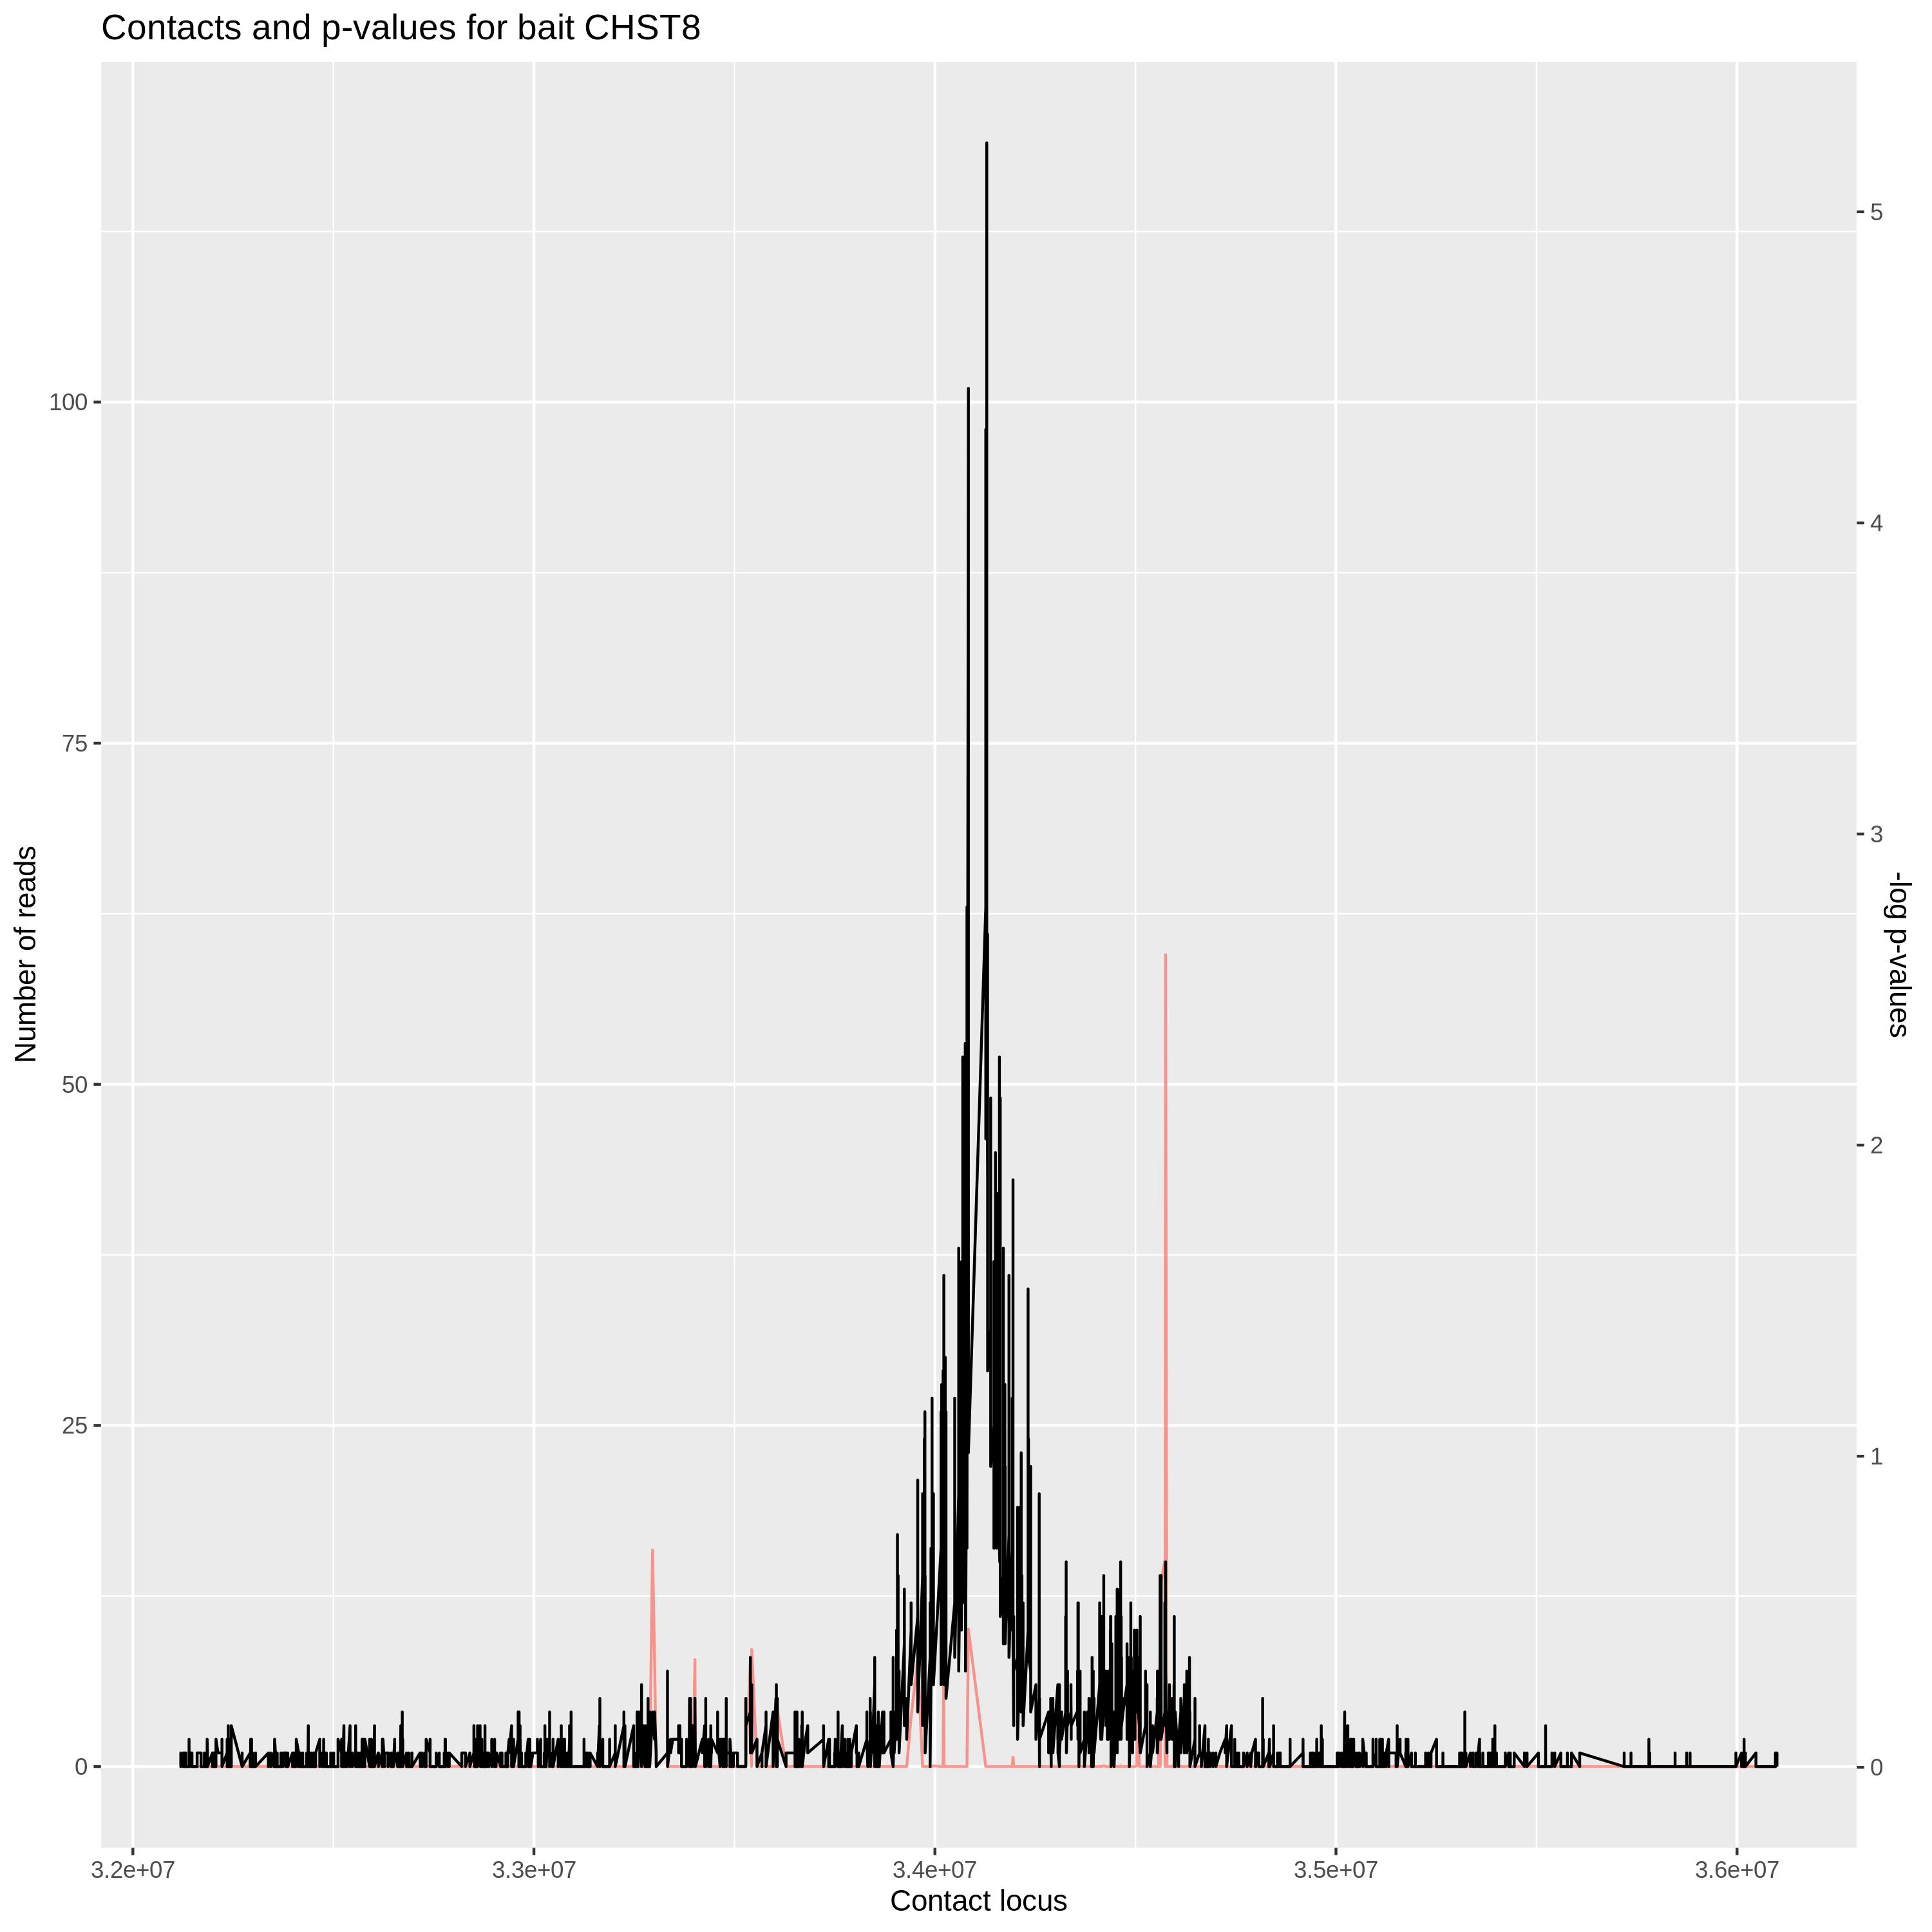 Contacts and p-values for bait CHST8
Number of reads
100
75
50
25
0
5
4
3
2
1
0
-log p-values
3.2e+07 3.3e+07 3.4e+07 3.5e+07 3.6e+07
Contact locus